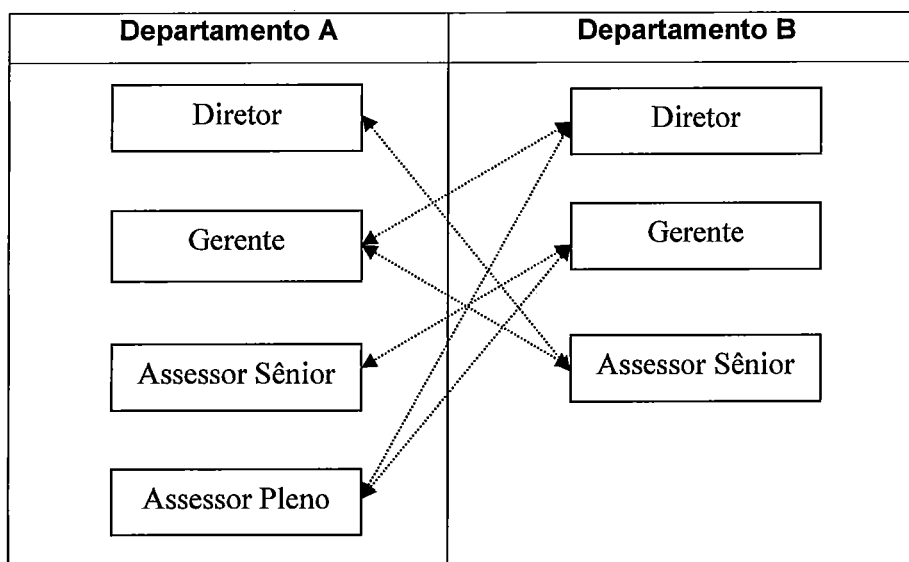 Departamento A
Departamento B
Diretor
Diretor
Gerente
Gerente
Assessor Sênior
Assessor Sênior
Assessor Pleno